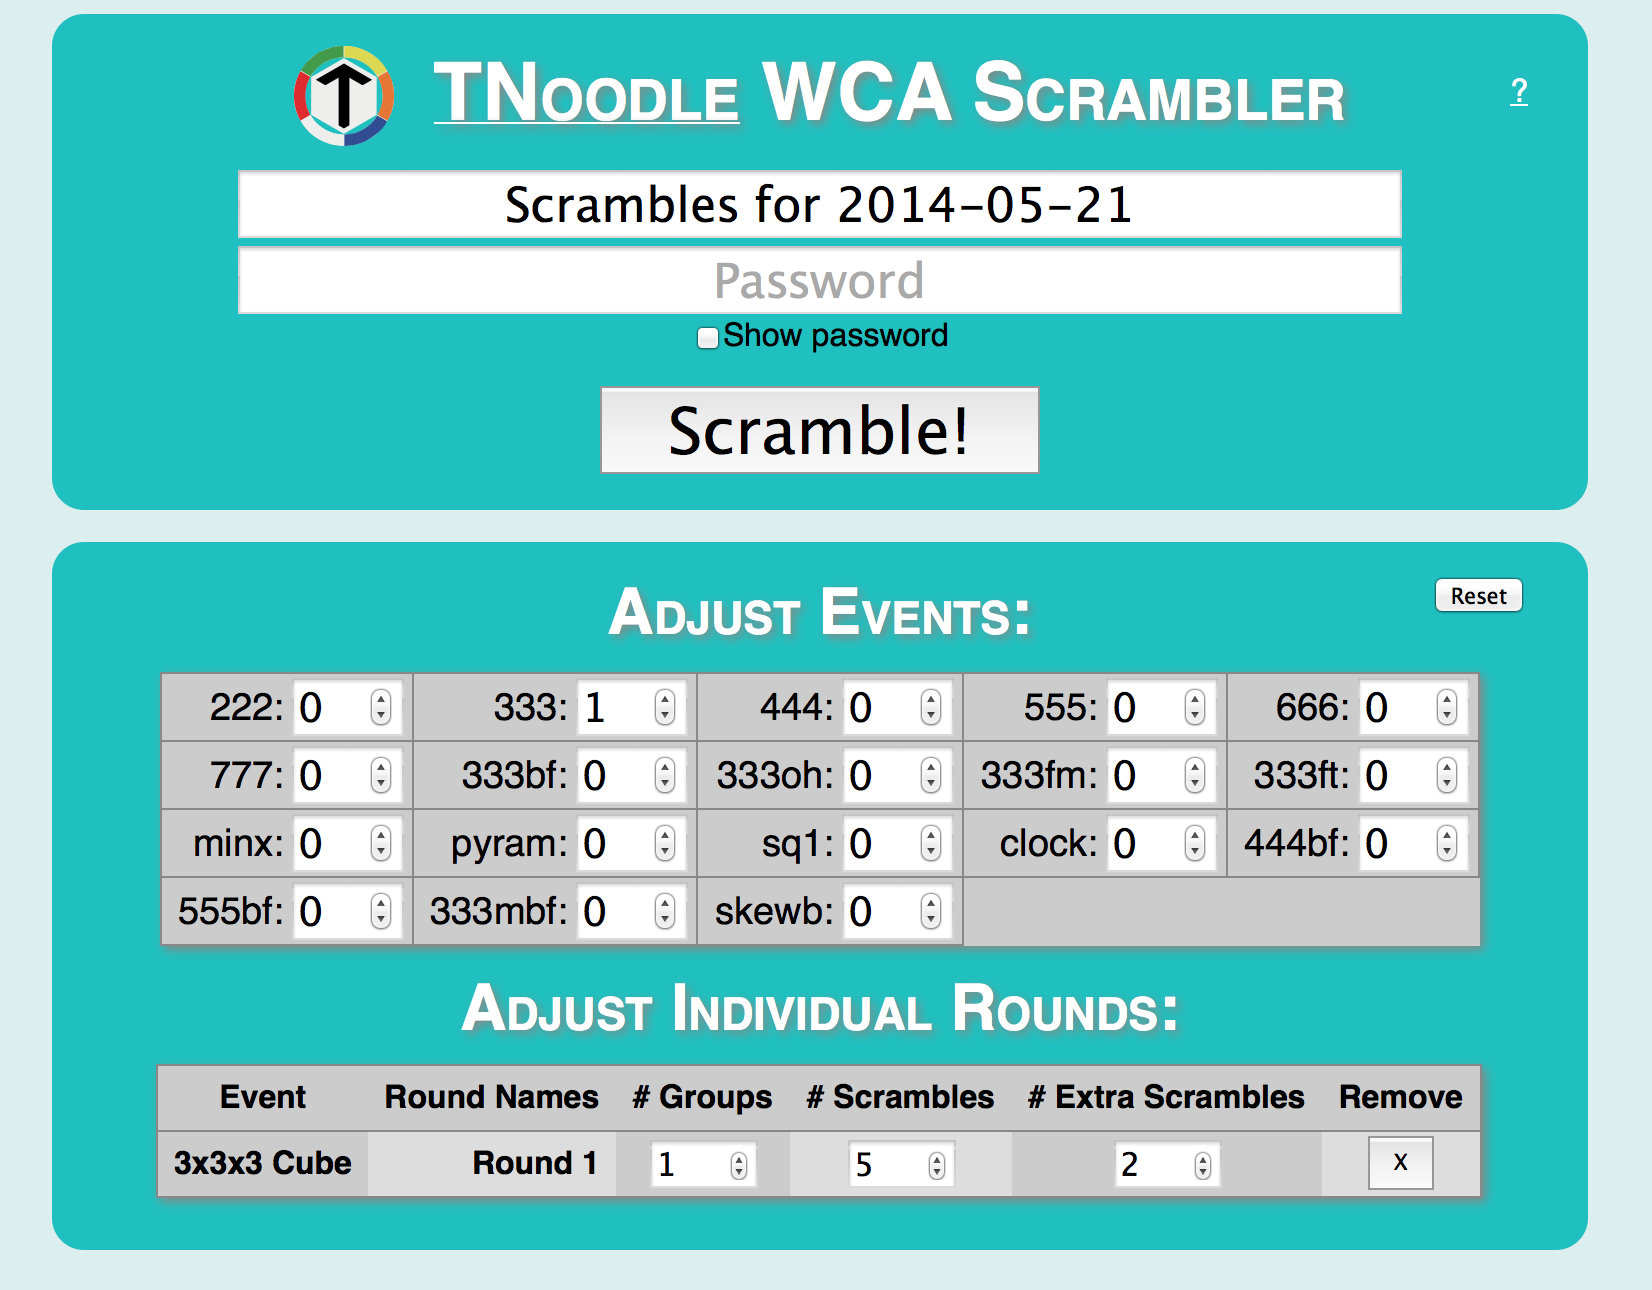 TNoodle WCA Scrambler
?
Scrambles for 2014-05-21
Password
Show password
Scramble!
Adjust Events:
Reset
222: 0 333: 1 444: 0 555: 0 666: 0
777: 0 333bf: 0 333oh: 0 333fm: 0 333ft: 0
minx: 0 pyram: 0 sq1: 0 clock: 0 444bf: 0
555bf: 0 333mbf: 0 skewb: 0
Adjust Individual Rounds:
Event Round Names # Groups # Scrambles # Extra Scrambles Remove
3x3x3 Cube Round 1 1 5 2 x